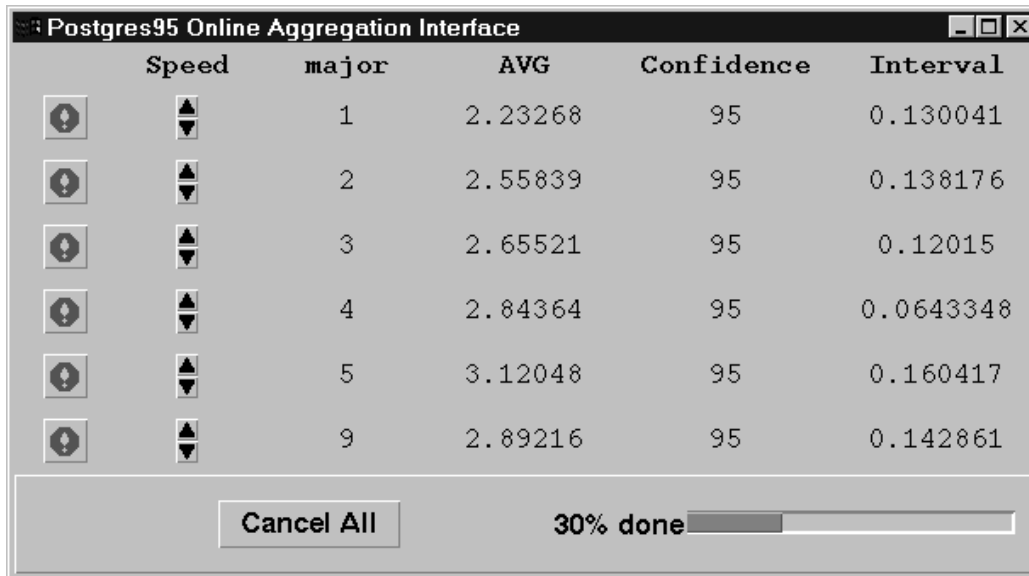 Postgres95 Online Aggregation Interface
Speed major AVG Confidence Interval
1 2.23268 95 0.130041
2 2.55839 95 0.138176
3 2.65521 95 0.12015
4 2.84364 95 0.0643348
5 3.12048 95 0.160417
9 2.89216 95 0.142861
Cancel All 30% done